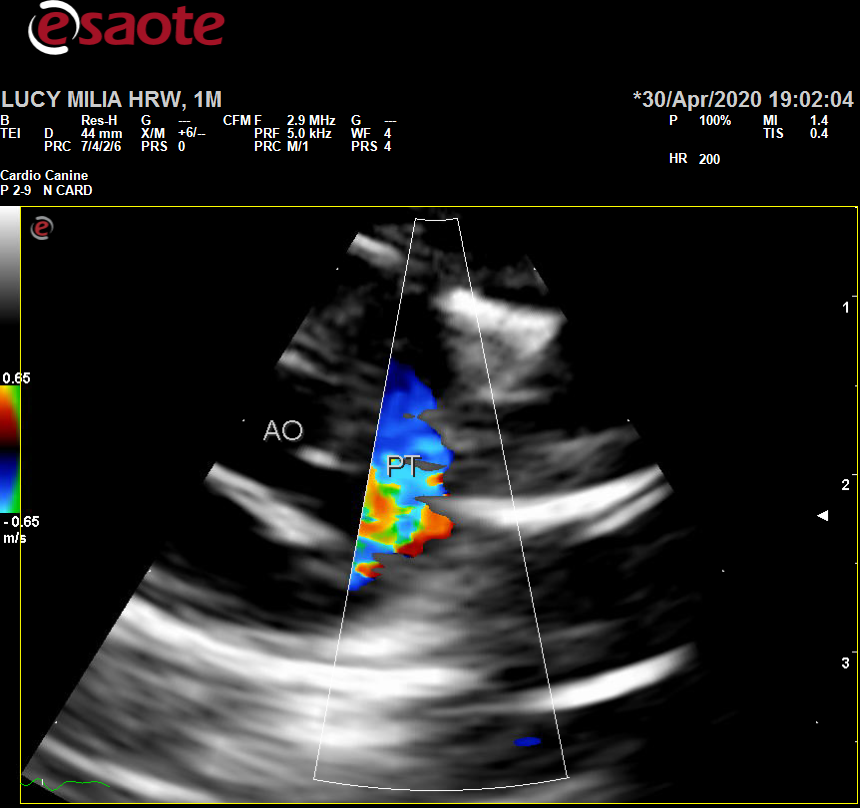 esaote
LUCY MILIA HRW, 1M *30/Apr/2020 19:02:04
B Res-H G --- CFM F 2.9 MHz G --- P 100% MI 1.4
TEI D 44 mm X/M +6/-- PRF 5.0 kHz WF 4 TIS 0.4
PRC 7/4/2/6 PRS 0 PRC M/1 PRS 4
HR 200
Cardio Canine
P 2-9 N CARD
e
1
0.65
AO
PT
2
- 0.65
m/s
3